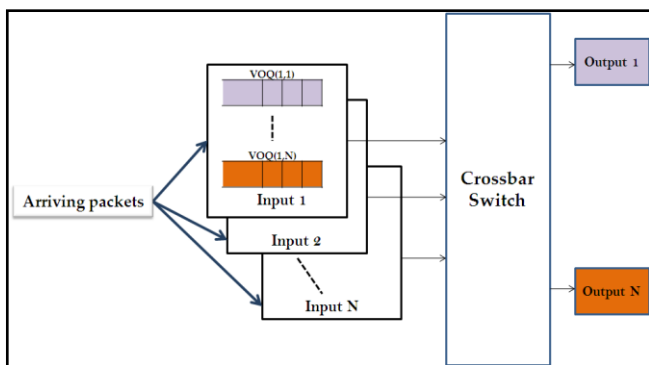 VOQ(1,1)
VOQ(1,N)
Input 1
Input 2
Input N
Arriving packets
Crossbar
Switch
Output 1
Output N